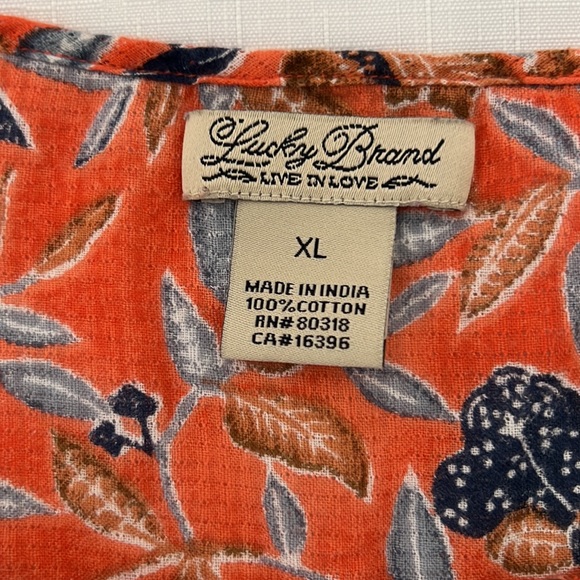 Lucky Brand
LIVE IN LOVE
XL
MADE IN INDIA
100% COTTON
RN# 80318
CA# 16396